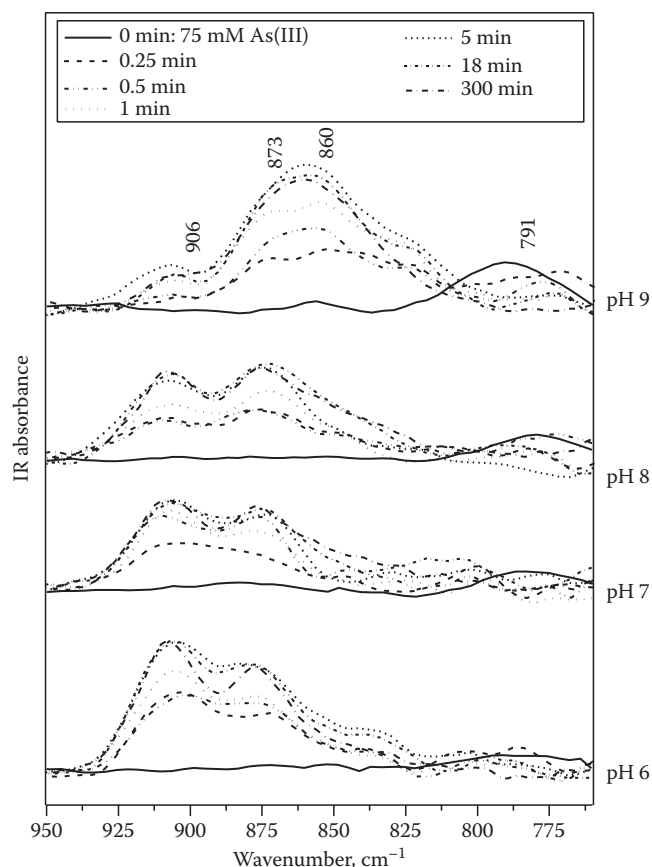 0 min: 75 mM As(III)
0.25 min
0.5 min
1 min
5 min
18 min
300 min
873
860
906
791
pH 9
pH 8
pH 7
pH 6
IR absorbance
950 925 900 875 850 825 800 775
Wavenumber, cm⁻¹